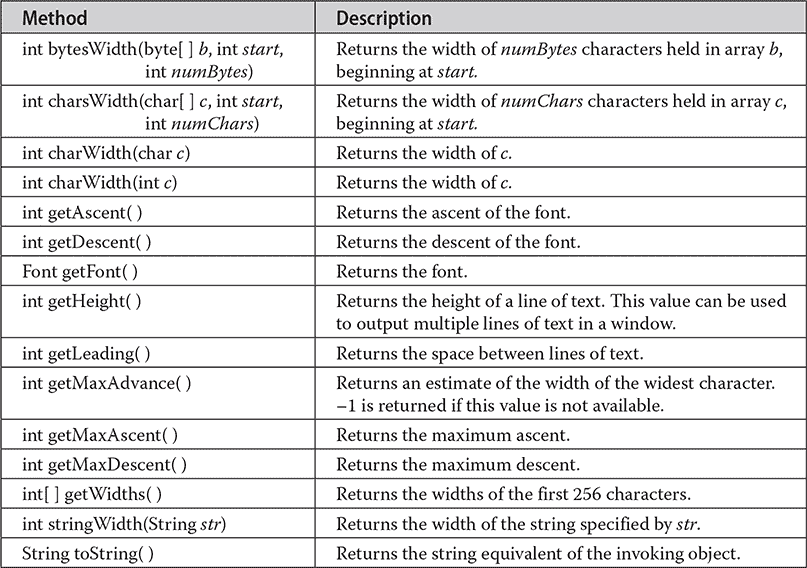 Method Description
int bytesWidth(byte[ ] b, int start, Returns the width of numBytes characters held in array b,
int numBytes) beginning at start.
int charsWidth(char[ ] c, int start, Returns the width of numChars characters held in array c,
int numChars) beginning at start.
int charWidth(char c) Returns the width of c.
int charWidth(int c) Returns the width of c.
int getAscent( ) Returns the ascent of the font.
int getDescent( ) Returns the descent of the font.
Font getFont( ) Returns the font.
int getHeight( ) Returns the height of a line of text. This value can be used
to output multiple lines of text in a window.
int getLeading( ) Returns the space between lines of text.
int getMaxAdvance( ) Returns an estimate of the width of the widest character.
–1 is returned if this value is not available.
int getMaxAscent( ) Returns the maximum ascent.
int getMaxDescent( ) Returns the maximum descent.
int[ ] getWidths( ) Returns the widths of the first 256 characters.
int stringWidth(String str) Returns the width of the string specified by str.
String toString( ) Returns the string equivalent of the invoking object.